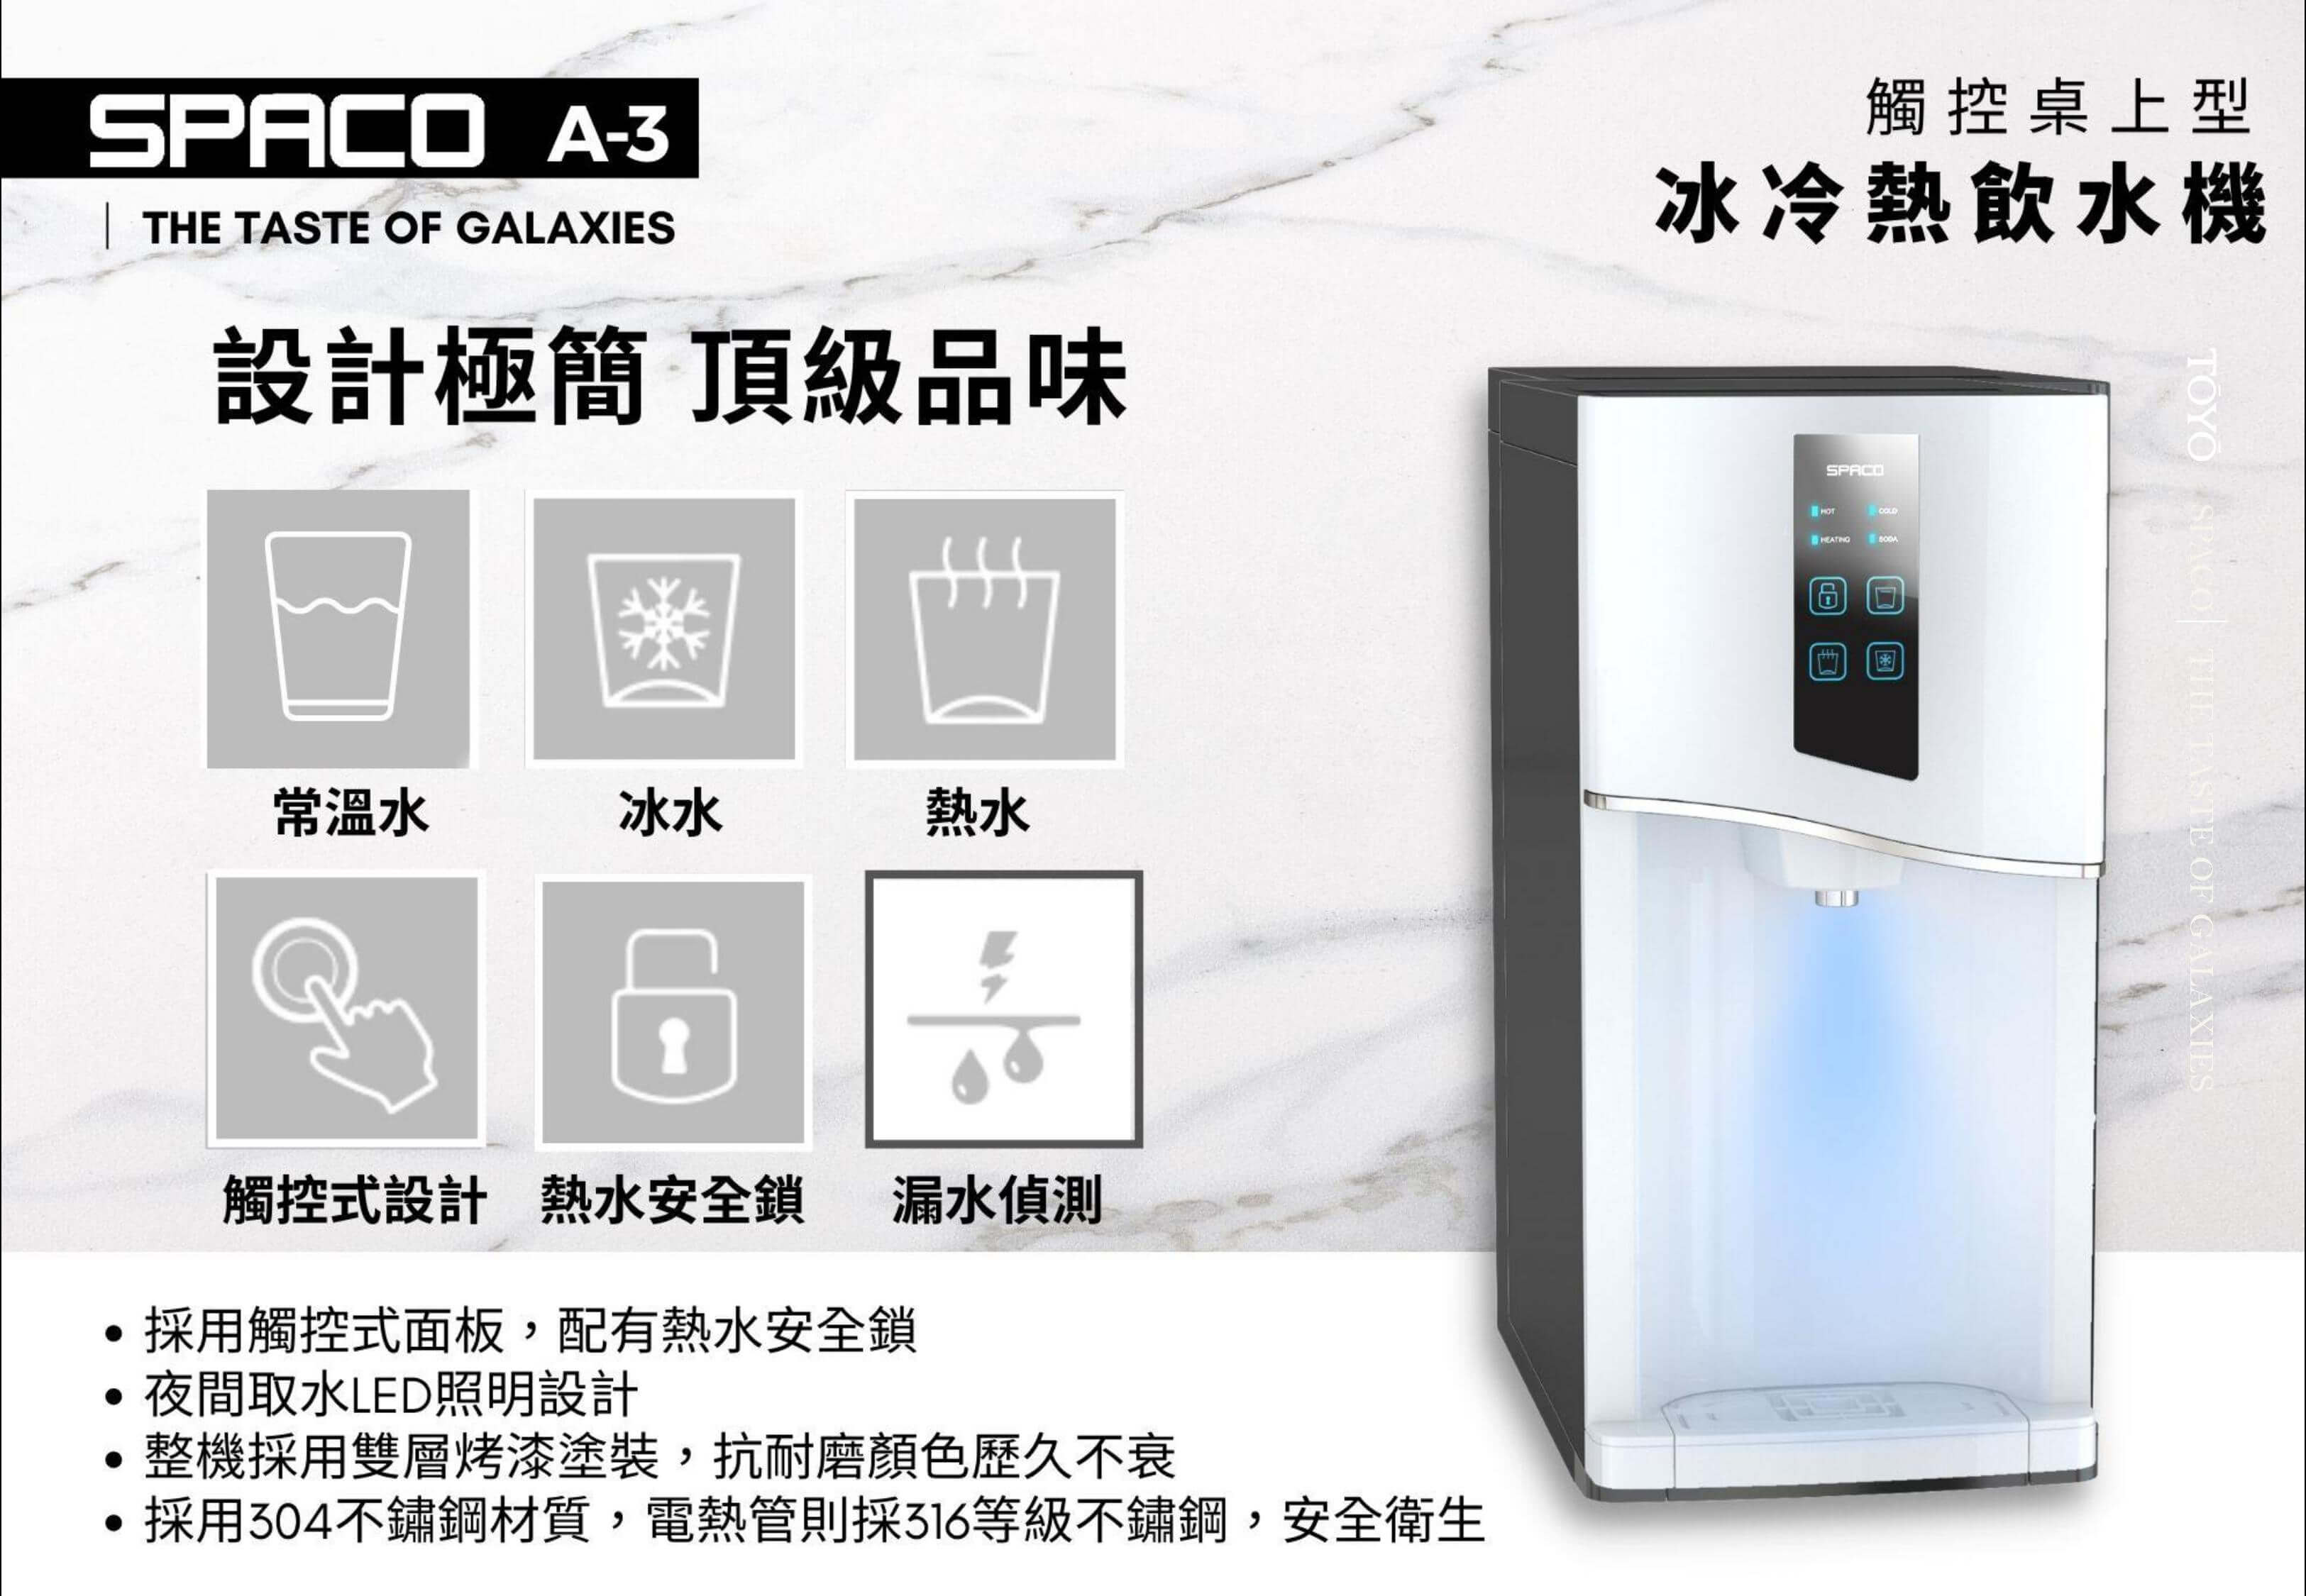 SPACO A-3
THE TASTE OF GALAXIES
觸控桌上型
冰冷熱飲水機
設計極簡 頂級品味
常溫水
冰水
熱水
觸控式設計
熱水安全鎖
漏水偵測
SPACO
HOT
COLD
HEATING
SODA
TŌYŌ | SPACO | THE TASTE OF GALAXIES
• 採用觸控式面板，配有熱水安全鎖
• 夜間取水LED照明設計
• 整機採用雙層烤漆塗裝，抗耐磨顏色歷久不衰
• 採用304不鏽鋼材質，電熱管則採316等級不鏽鋼，安全衛生